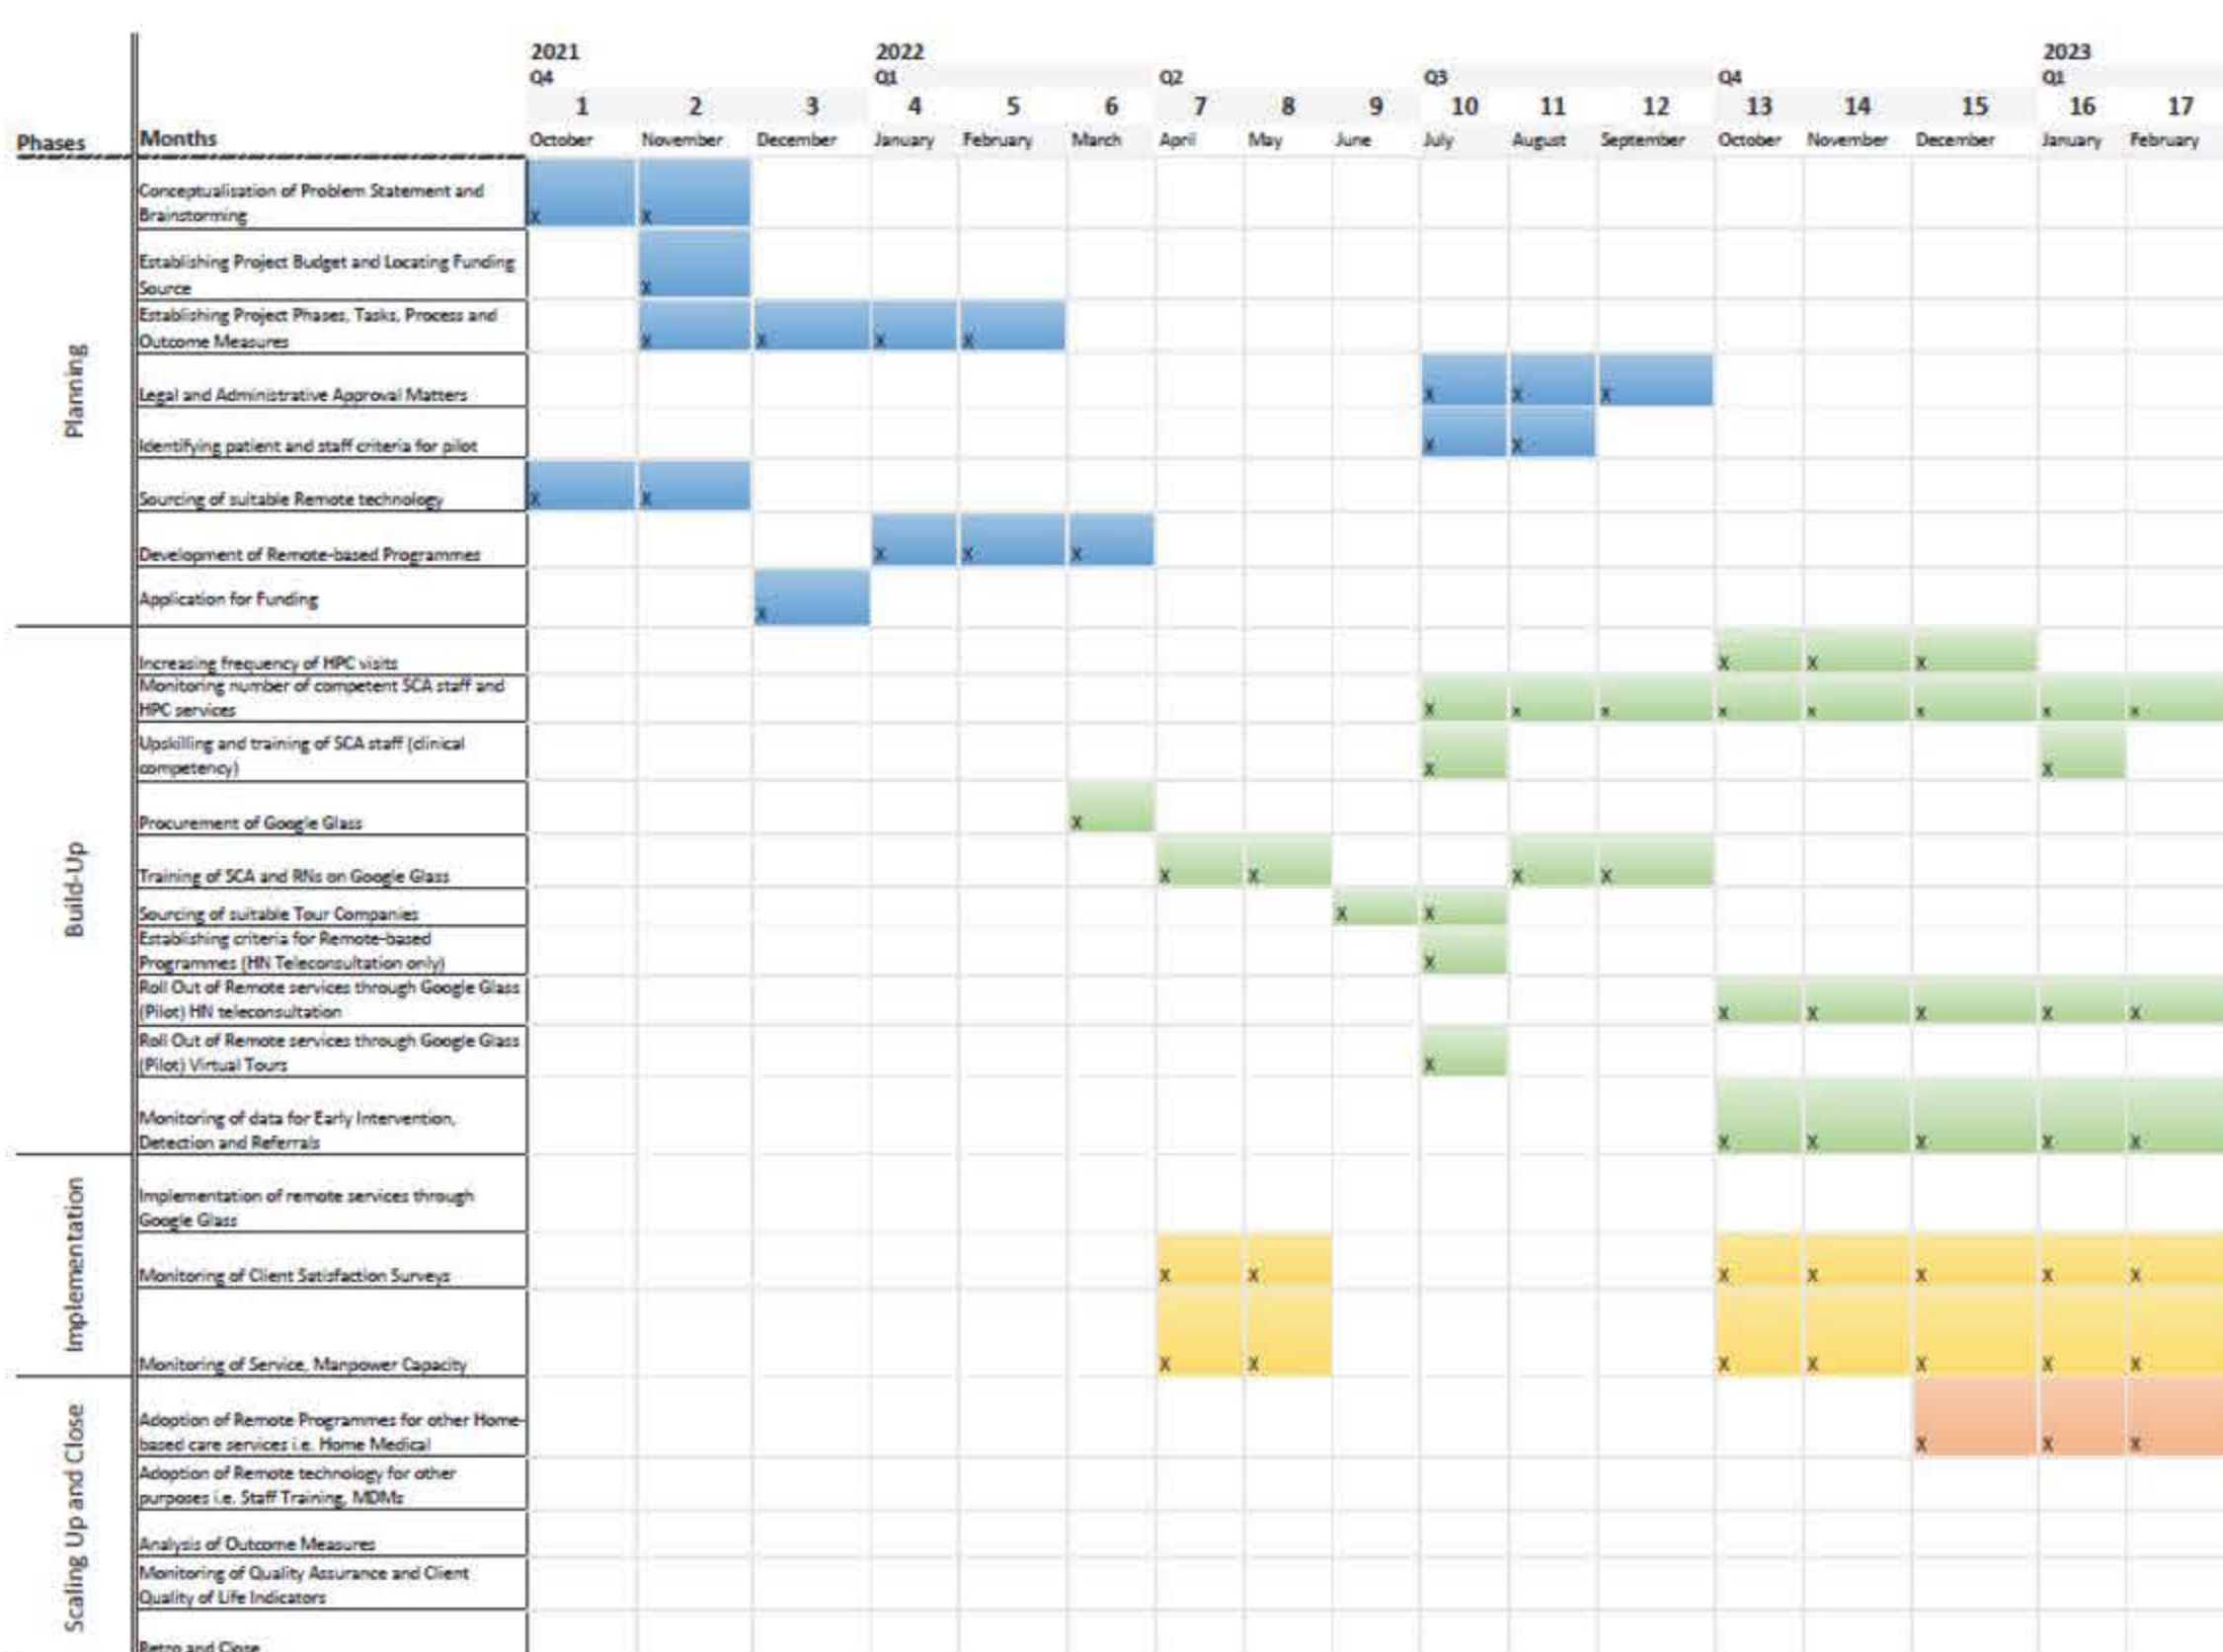 2021 2022 2023
Q4 Q1 Q2 Q3 Q4 Q1
1 2 3 4 5 6 7 8 9 10 11 12 13 14 15 16 17
Phases Months October November December January February March April May June July August September October November December January February
Planning
Conceptualisation of Problem Statement and
Brainstorming
X X
Establishing Project Budget and Locating Funding
Source
X
Establishing Project Phases, Tasks, Process and
Outcome Measures
X X X X
Legal and Administrative Approval Matters X X X
Identifying patient and staff criteria for pilot X X
Sourcing of suitable Remote technology X X
Development of Remote-based Programmes X X X
Application for Funding X
Build-Up
Increasing frequency of HPC visits X X X
Monitoring number of competent SCA staff and
HPC services
X x x x x x x x
Upskilling and training of SCA staff (clinical
competency)
X X
Procurement of Google Glass X
Training of SCA and RNs on Google Glass X X X X
Sourcing of suitable Tour Companies X X
Establishing criteria for Remote-based
Programmes (HN Teleconsultation only)
X
Roll Out of Remote services through Google Glass
(Pilot) HN teleconsultation
X X X X X
Roll Out of Remote services through Google Glass
(Pilot) Virtual Tours
X
Monitoring of data for Early Intervention,
Detection and Referrals
X X X X X
Implementation
Implementation of remote services through
Google Glass
Monitoring of Client Satisfaction Surveys X X X X X X X
Monitoring of Service, Manpower Capacity X X X X X X X
Scaling Up and Close
Adoption of Remote Programmes for other Home-
based care services i.e. Home Medical
X X X
Adoption of Remote technology for other
purposes i.e. Staff Training, MDMs
Analysis of Outcome Measures
Monitoring of Quality Assurance and Client
Quality of Life Indicators
Retro and Close